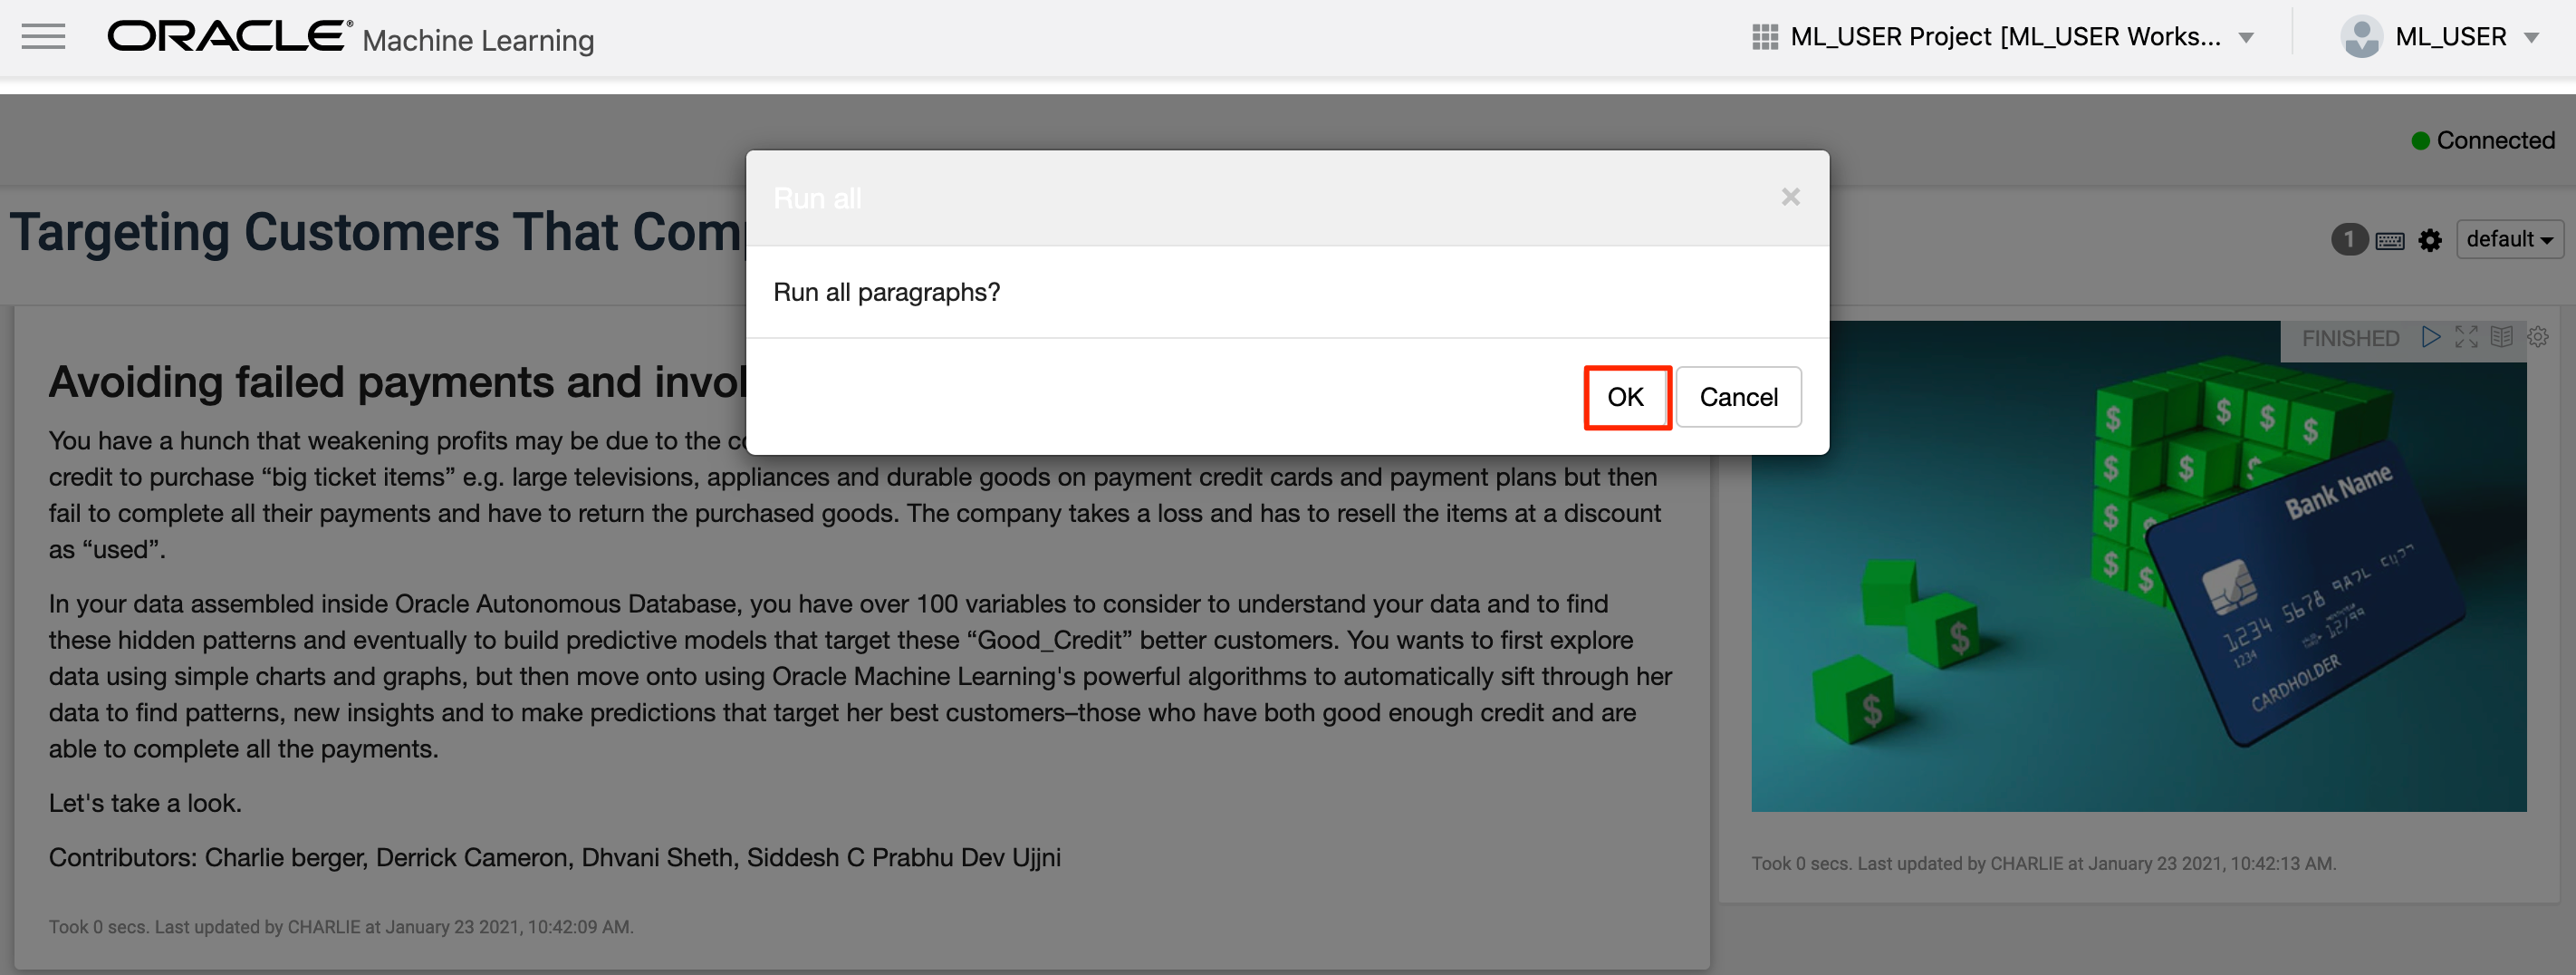 ORACLE® Machine Learning
ML_USER Project [ML_USER Works...
ML_USER
Connected
Run all
×
Targeting Customers That Com
1
default
Run all paragraphs?
OK
Cancel
FINISHED
Avoiding failed payments and invol
You have a hunch that weakening profits may be due to the c
credit to purchase “big ticket items” e.g. large televisions, appliances and durable goods on payment credit cards and payment plans but then
fail to complete all their payments and have to return the purchased goods. The company takes a loss and has to resell the items at a discount
as “used”.
In your data assembled inside Oracle Autonomous Database, you have over 100 variables to consider to understand your data and to find
these hidden patterns and eventually to build predictive models that target these “Good_Credit” better customers. You wants to first explore
data using simple charts and graphs, but then move onto using Oracle Machine Learning's powerful algorithms to automatically sift through her
data to find patterns, new insights and to make predictions that target her best customers–those who have both good enough credit and are
able to complete all the payments.
Let's take a look.
Contributors: Charlie berger, Derrick Cameron, Dhvani Sheth, Siddesh C Prabhu Dev Ujjni
Took 0 secs. Last updated by CHARLIE at January 23 2021, 10:42:09 AM.
$ $ $ $
$ $ $
$ $
$ $
$
$
Bank Name
1234 5678 9A7L
1234
12/99
CARDHOLDER
Took 0 secs. Last updated by CHARLIE at January 23 2021, 10:42:13 AM.